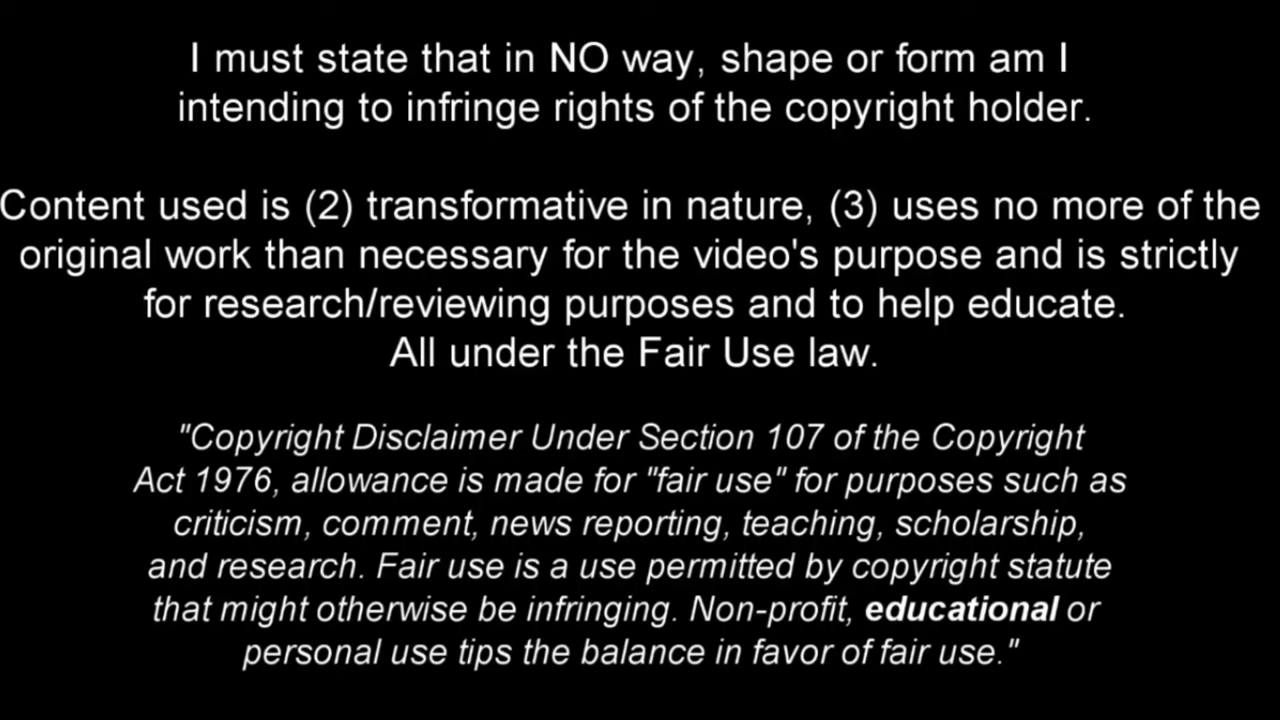 I must state that in NO way, shape or form am I
intending to infringe rights of the copyright holder.
Content used is (2) transformative in nature, (3) uses no more of the
original work than necessary for the video's purpose and is strictly
for research/reviewing purposes and to help educate.
All under the Fair Use law.
"Copyright Disclaimer Under Section 107 of the Copyright
Act 1976, allowance is made for "fair use" for purposes such as
criticism, comment, news reporting, teaching, scholarship,
and research. Fair use is a use permitted by copyright statute
that might otherwise be infringing. Non-profit, educational or
personal use tips the balance in favor of fair use."